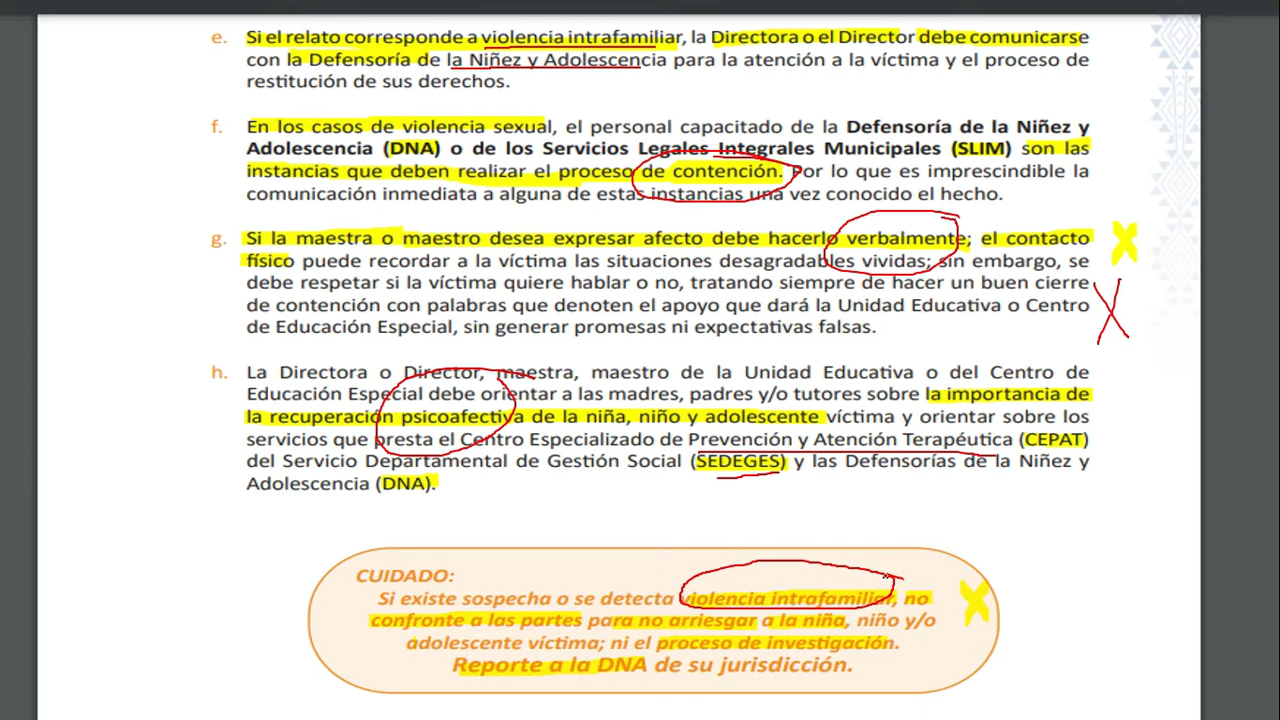 e. Si el relato corresponde a violencia intrafamiliar, la Directora o el Director debe comunicarse
con la Defensoría de la Niñez y Adolescencia para la atención a la víctima y el proceso de
restitución de sus derechos.
f. En los casos de violencia sexual, el personal capacitado de la Defensoría de la Niñez y
Adolescencia (DNA) o de los Servicios Legales Integrales Municipales (SLIM) son las
instancias que deben realizar el proceso de contención. Por lo que es imprescindible la
comunicación inmediata a alguna de estas instancias una vez conocido el hecho.
g. Si la maestra o maestro desea expresar afecto debe hacerlo verbalmente; el contacto
físico puede recordar a la víctima las situaciones desagradables vividas; sin embargo, se
debe respetar si la víctima quiere hablar o no, tratando siempre de hacer un buen cierre
de contención con palabras que denoten el apoyo que dará la Unidad Educativa o Centro
de Educación Especial, sin generar promesas ni expectativas falsas.
h. La Directora o Director, maestra, maestro de la Unidad Educativa o del Centro de
Educación Especial debe orientar a las madres, padres y/o tutores sobre la importancia de
la recuperación psicoafectiva de la niña, niño y adolescente víctima y orientar sobre los
servicios que presta el Centro Especializado de Prevención y Atención Terapéutica (CEPAT)
del Servicio Departamental de Gestión Social (SEDEGES) y las Defensorías de la Niñez y
Adolescencia (DNA).
CUIDADO:
Si existe sospecha o se detecta violencia intrafamiliar, no
confronte a las partes para no arriesgar a la niña, niño y/o
adolescente víctima; ni el proceso de investigación.
Reporte a la DNA de su jurisdicción.